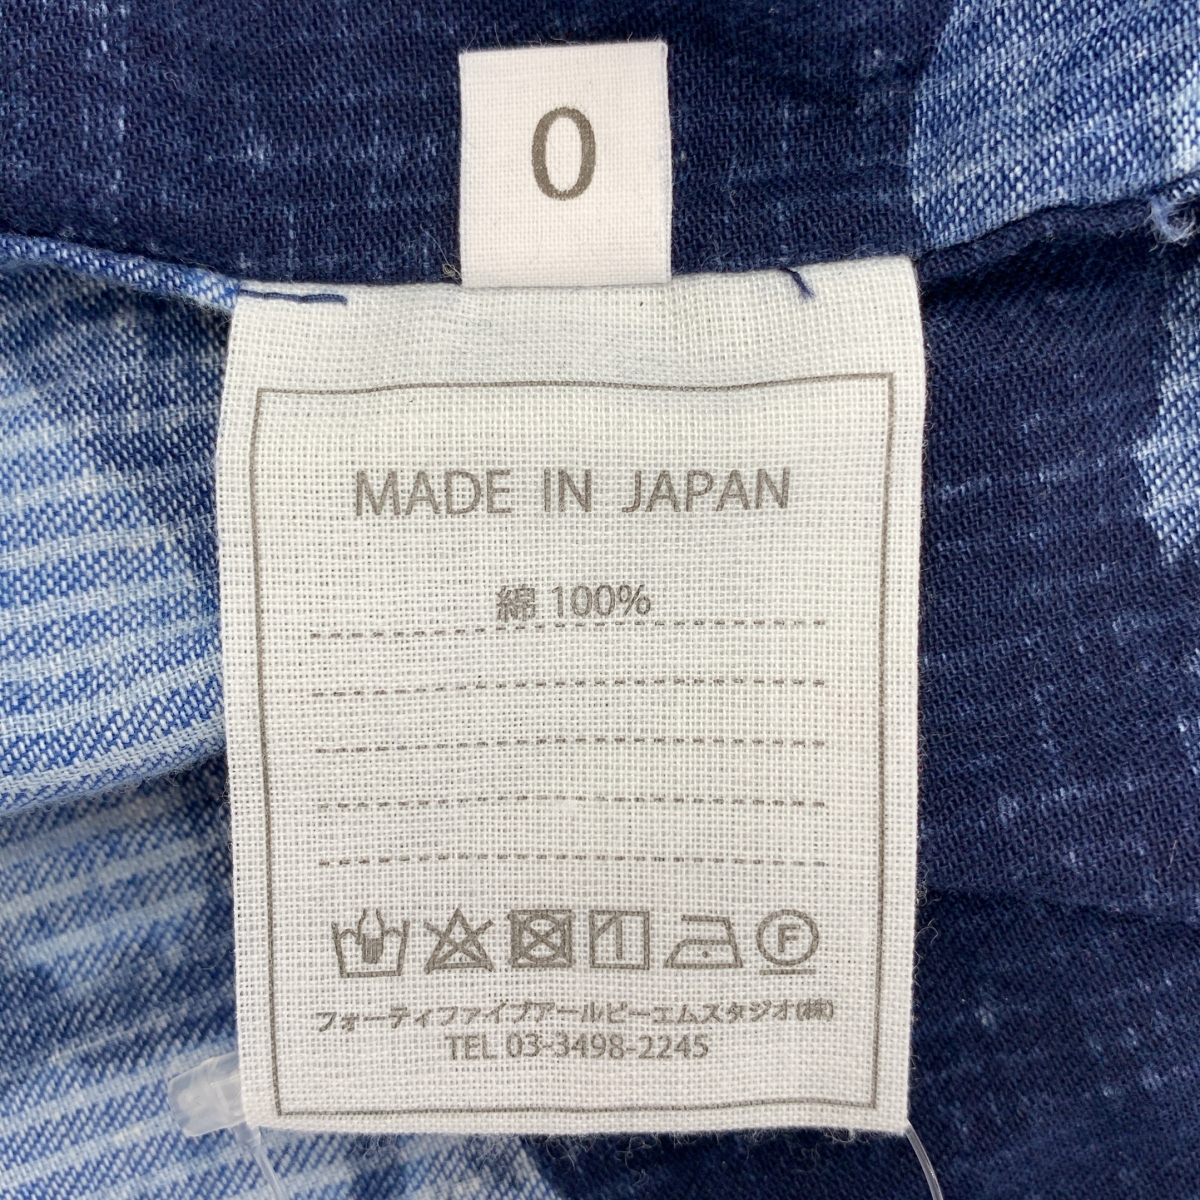 0
MADE IN JAPAN
綿 100%
F
フォーティファイブアールピーエムスタジオ(株)
TEL 03-3498-2245